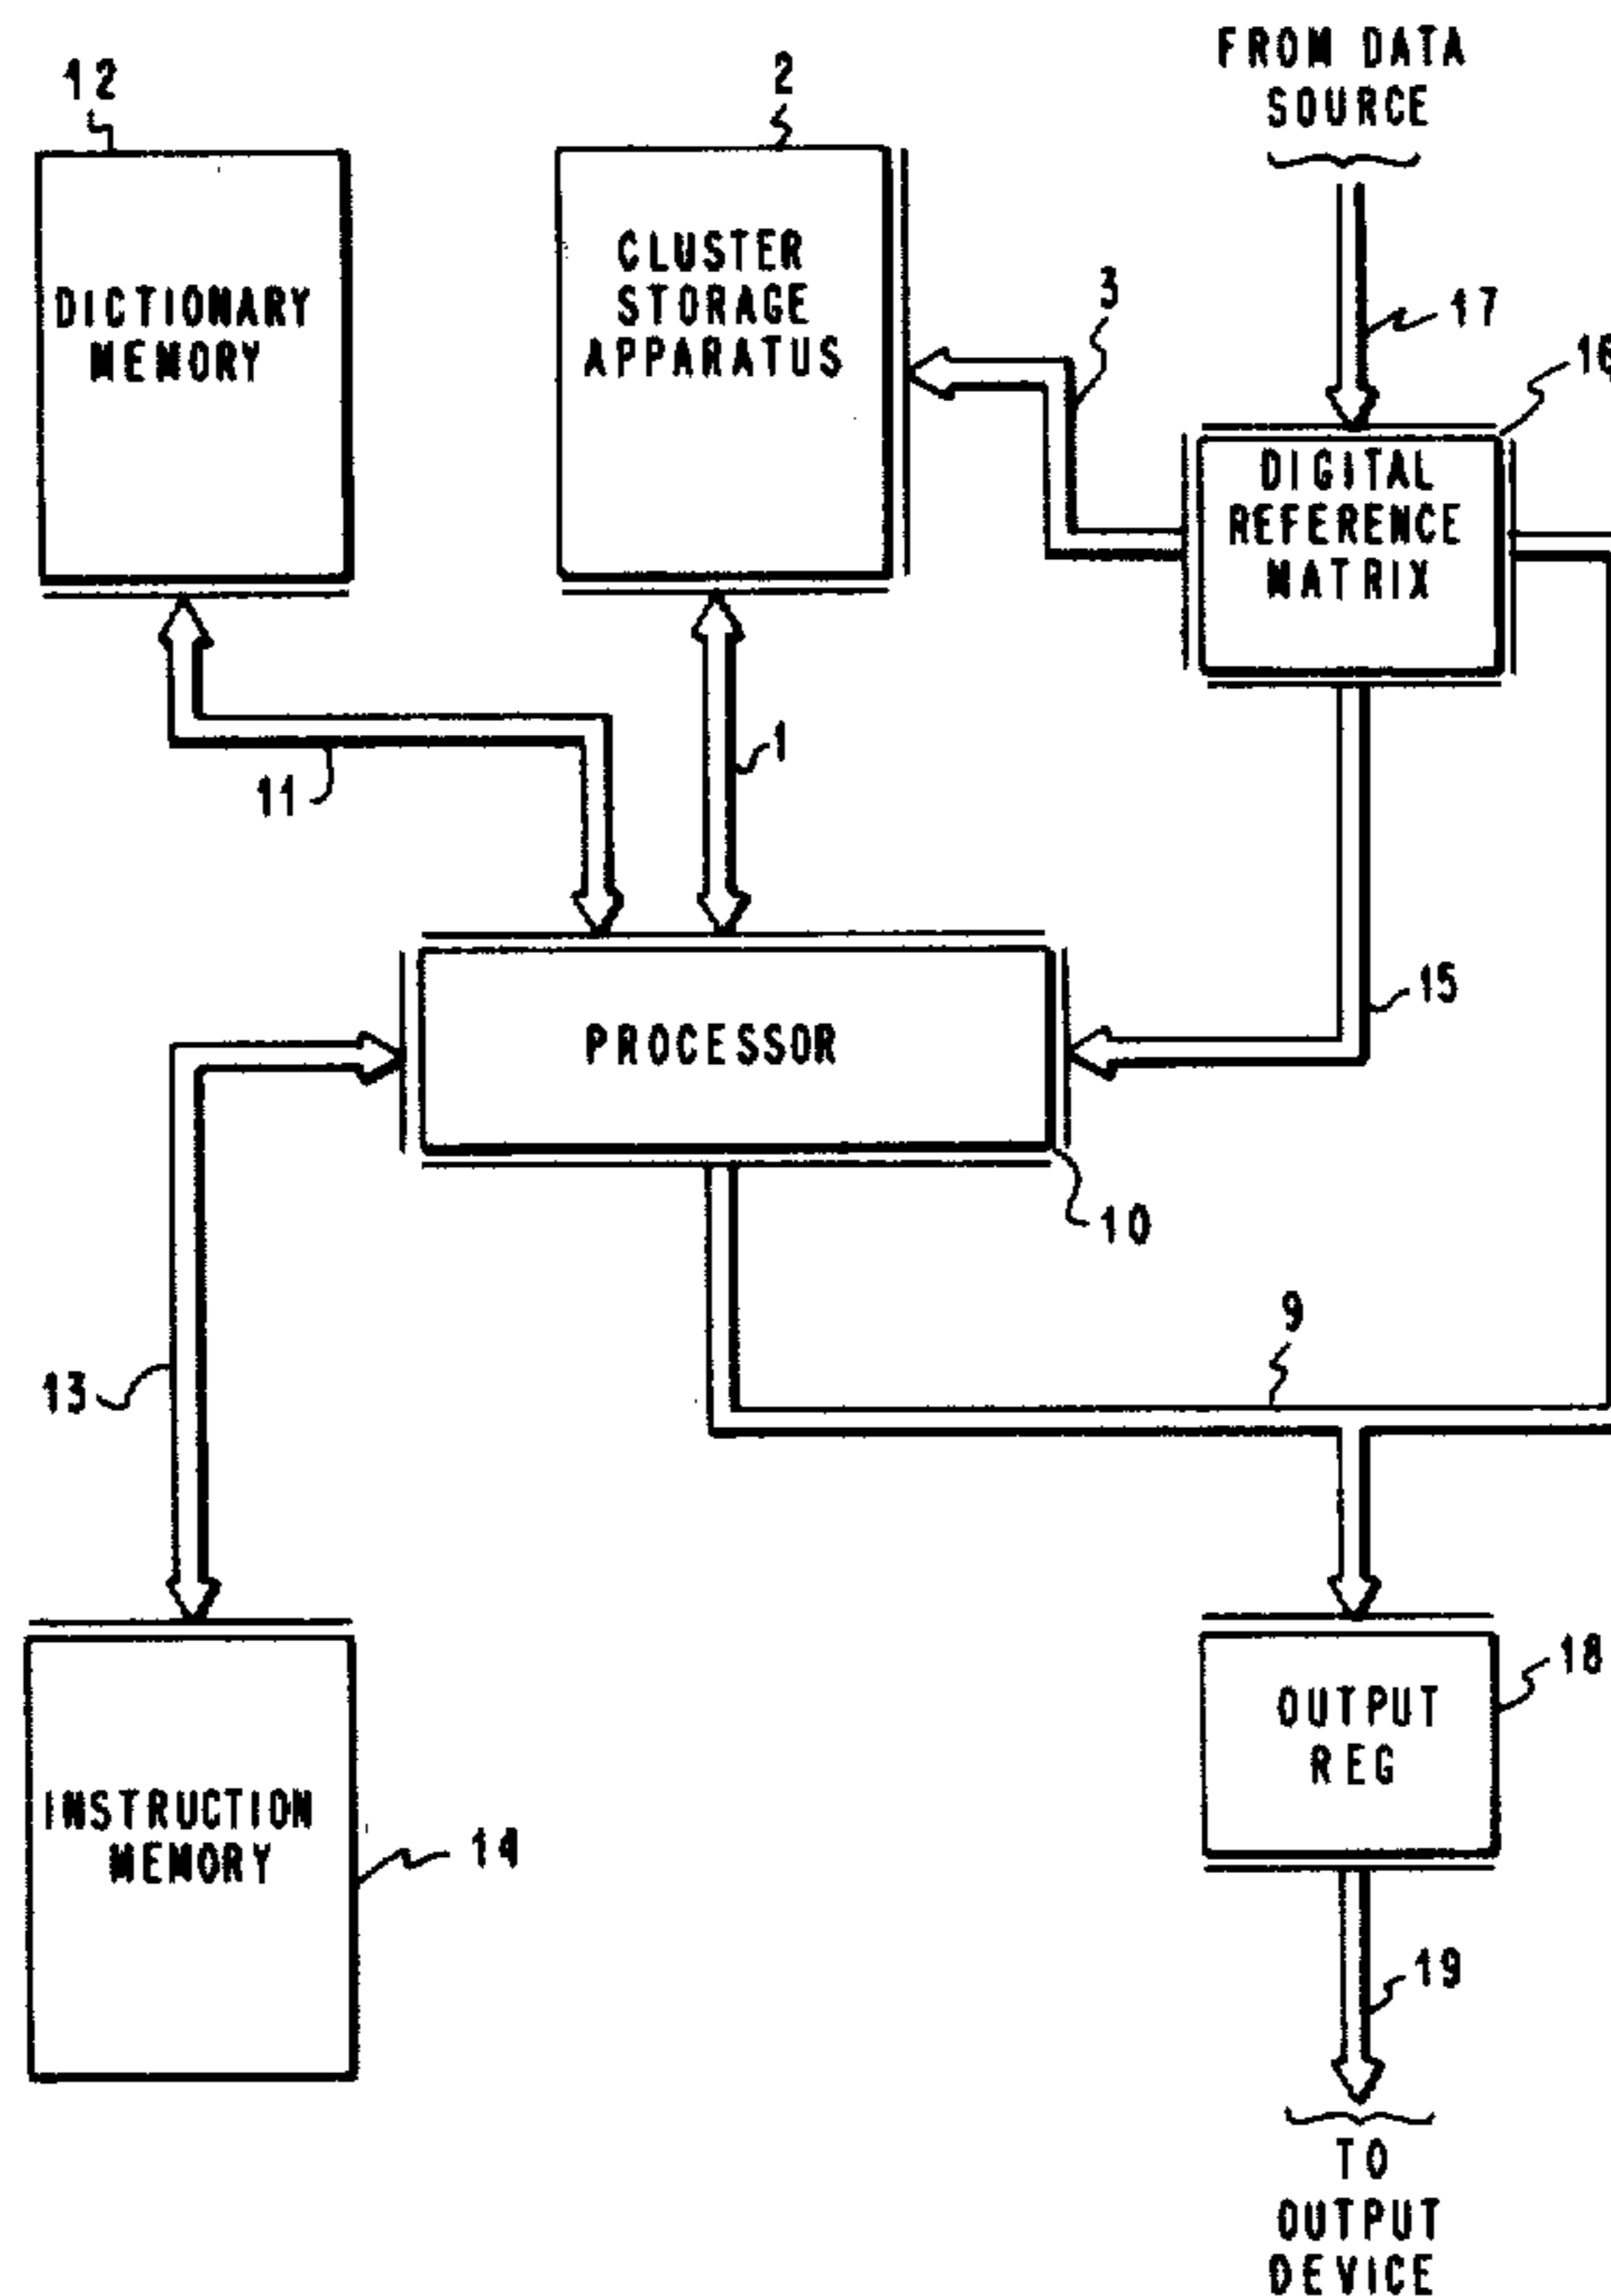 FROM DATA
SOURCE
12
2
DICTIONARY
MEMORY
CLUSTER
STORAGE
APPARATUS
3
17
16
DIGITAL
REFERENCE
MATRIX
11
1
15
PROCESSOR
10
9
13
18
OUTPUT
REG
INSTRUCTION
MEMORY
14
19
TO
OUTPUT
DEVICE